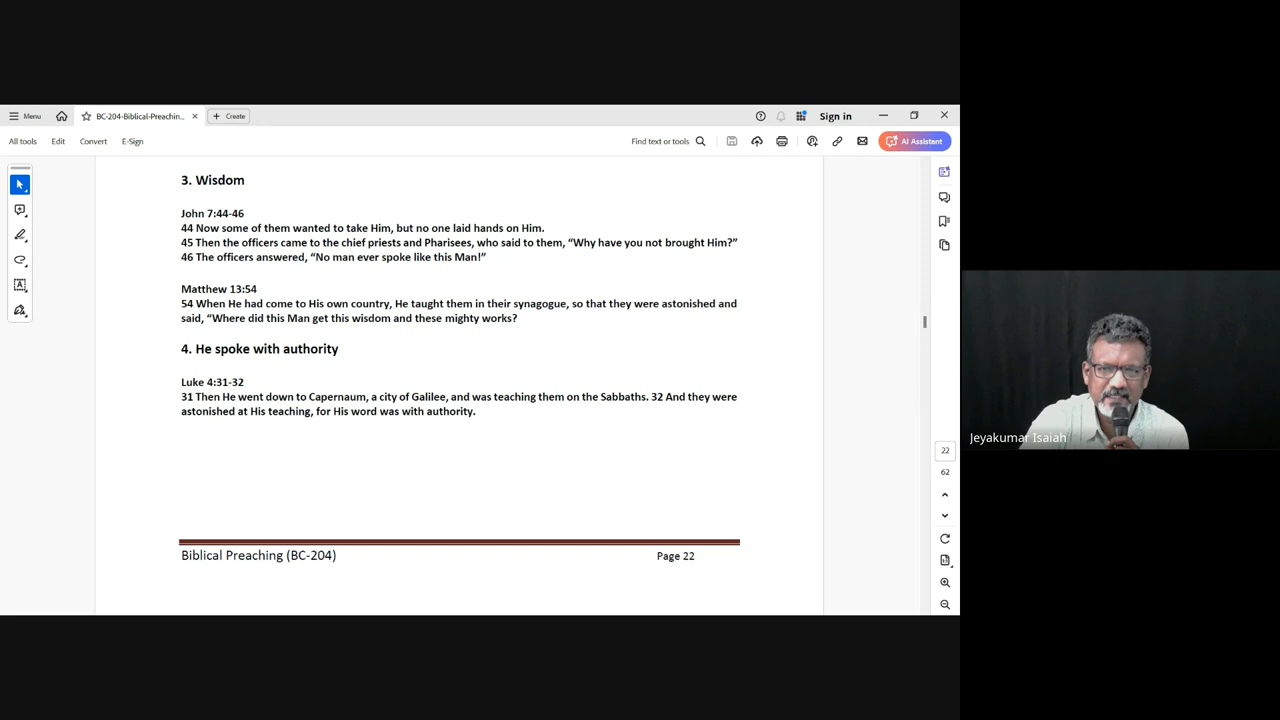 Menu
BC-204-Biblical-Preachin...
Create
Sign in
All tools
Edit
Convert
E-Sign
Find text or tools
AI Assistant
3. Wisdom
John 7:44-46
44 Now some of them wanted to take Him, but no one laid hands on Him.
45 Then the officers came to the chief priests and Pharisees, who said to them, “Why have you not brought Him?”
46 The officers answered, “No man ever spoke like this Man!”
Matthew 13:54
54 When He had come to His own country, He taught them in their synagogue, so that they were astonished and
said, “Where did this Man get this wisdom and these mighty works?
4. He spoke with authority
Luke 4:31-32
31 Then He went down to Capernaum, a city of Galilee, and was teaching them on the Sabbaths. 32 And they were
astonished at His teaching, for His word was with authority.
Biblical Preaching (BC-204)
Page 22
22
62
Jeyakumar Isaiah